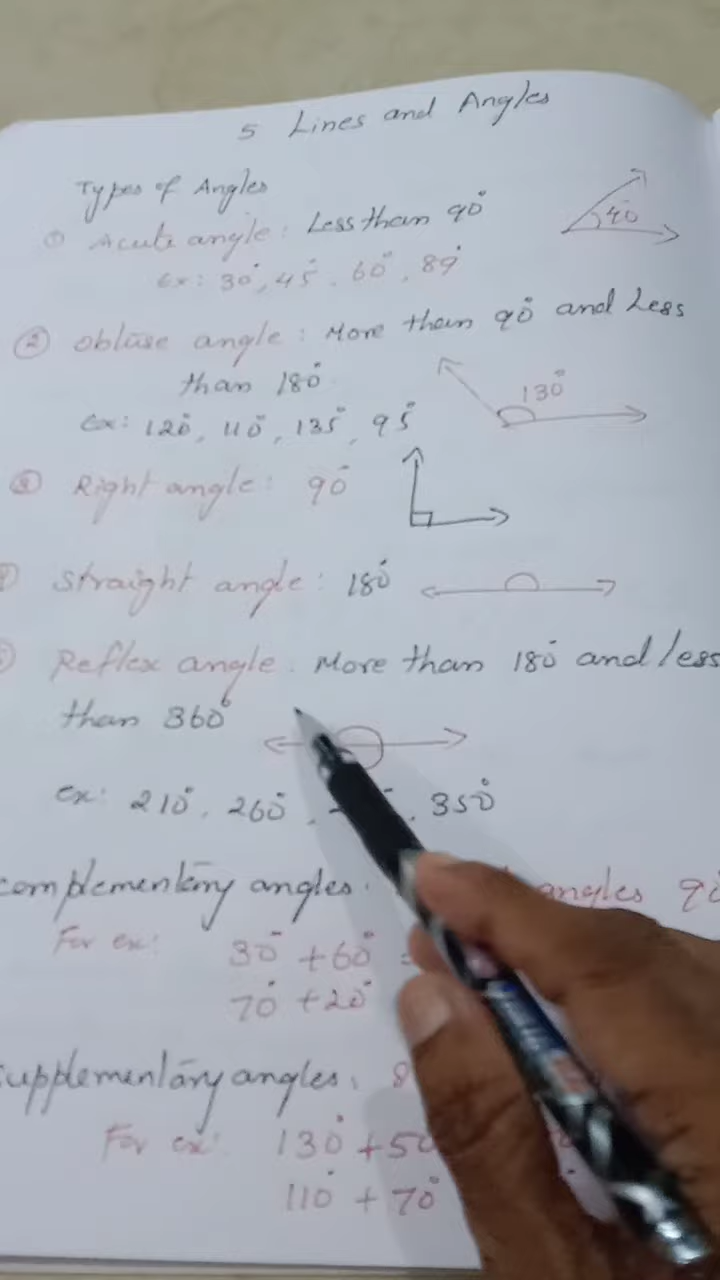 5 Lines and Angles
Types of Angles
① Acute angle: Less than 90°
40°
Ex: 30°, 45°, 60°, 89°
② Obtuse angle: More than 90° and Less
than 180°
130°
Ex: 120°, 110°, 135°, 95°
③ Right angle: 90°
Straight angle: 180°
Reflex angle. More than 180° and less
than 360°
ex: 210°, 260°, 350°
complementary angles. angles 90
For ex: 30° + 60° =
70° + 20°
supplementary angles.
For ex: 130° + 50
110° + 70°